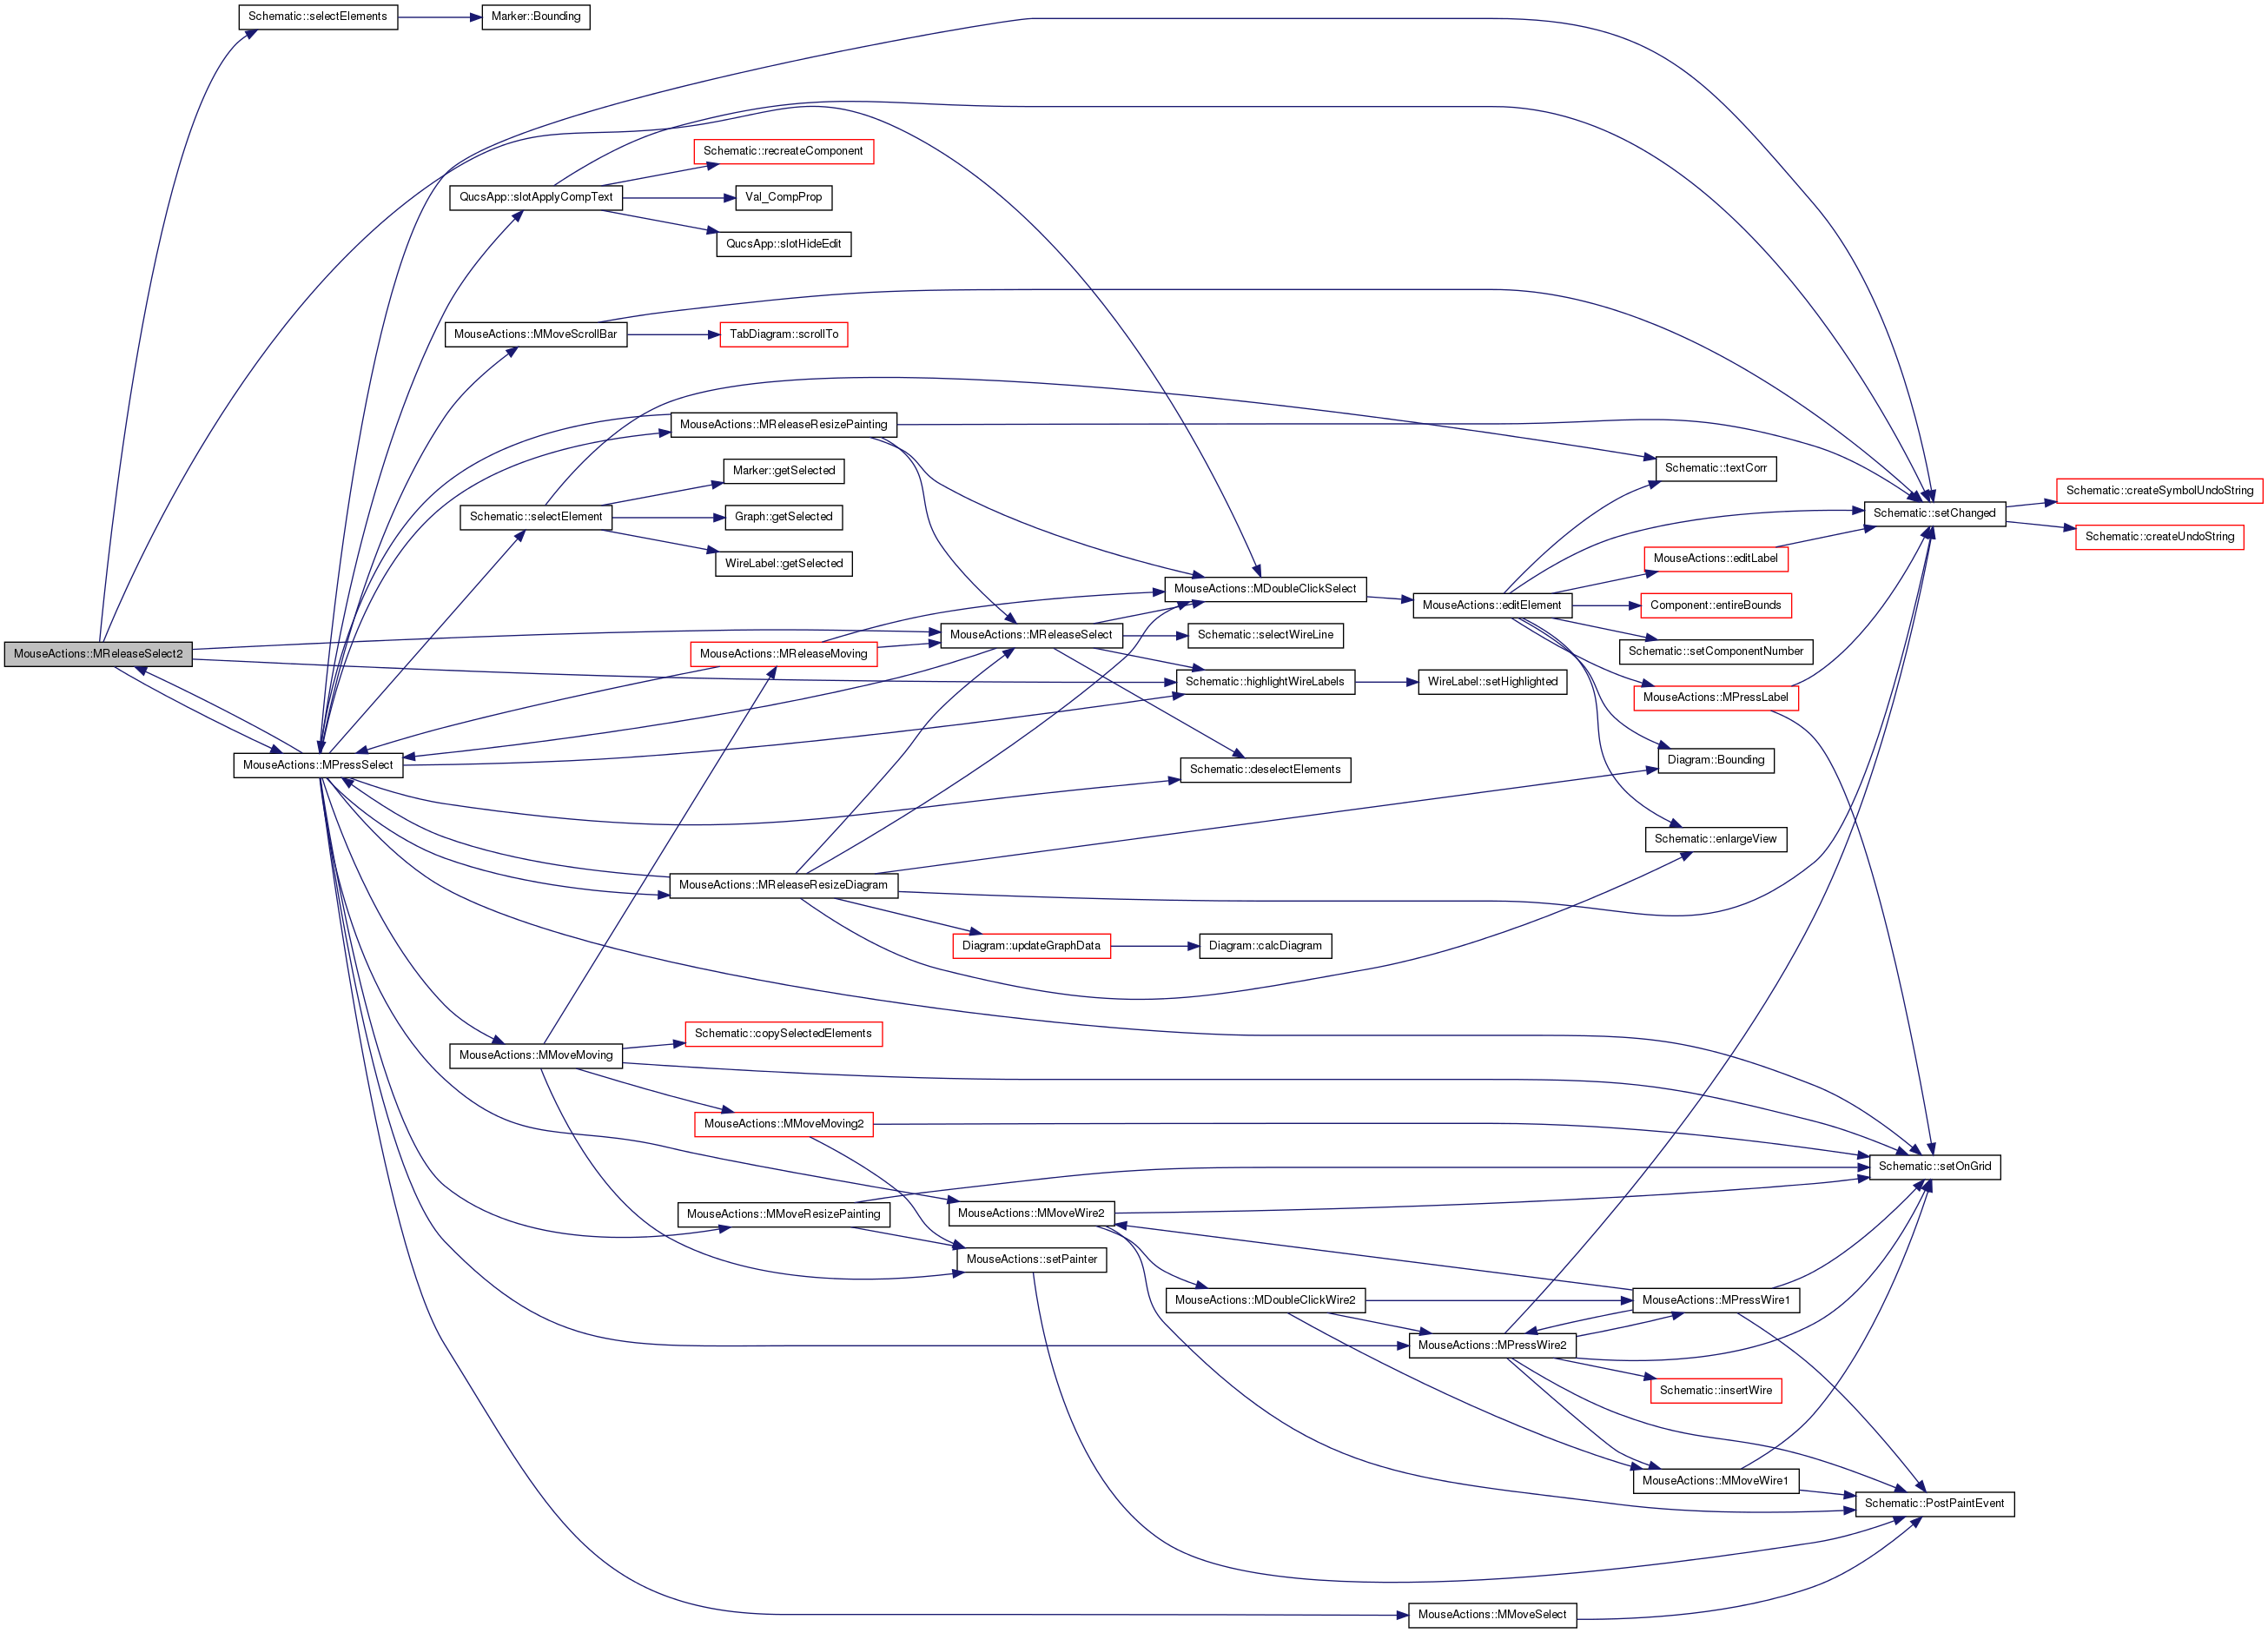 Schematic::selectElements
Marker::Bounding
Schematic::recreateComponent
QucsApp::slotApplyCompText
Val_CompProp
QucsApp::slotHideEdit
MouseActions::MMoveScrollBar
TabDiagram::scrollTo
MouseActions::MReleaseResizePainting
Marker::getSelected
Schematic::textCorr
Schematic::createSymbolUndoString
Schematic::selectElement
Graph::getSelected
Schematic::setChanged
Schematic::createUndoString
WireLabel::getSelected
MouseActions::editLabel
MouseActions::MDoubleClickSelect
MouseActions::editElement
Component::entireBounds
MouseActions::MReleaseSelect
Schematic::selectWireLine
MouseActions::MReleaseSelect2
MouseActions::MReleaseMoving
Schematic::setComponentNumber
Schematic::highlightWireLabels
WireLabel::setHighlighted
MouseActions::MPressLabel
MouseActions::MPressSelect
Schematic::deselectElements
Diagram::Bounding
Schematic::enlargeView
MouseActions::MReleaseResizeDiagram
Diagram::updateGraphData
Diagram::calcDiagram
Schematic::copySelectedElements
MouseActions::MMoveMoving
MouseActions::MMoveMoving2
Schematic::setOnGrid
MouseActions::MMoveResizePainting
MouseActions::MMoveWire2
MouseActions::setPainter
MouseActions::MDoubleClickWire2
MouseActions::MPressWire1
MouseActions::MPressWire2
Schematic::insertWire
MouseActions::MMoveWire1
Schematic::PostPaintEvent
MouseActions::MMoveSelect